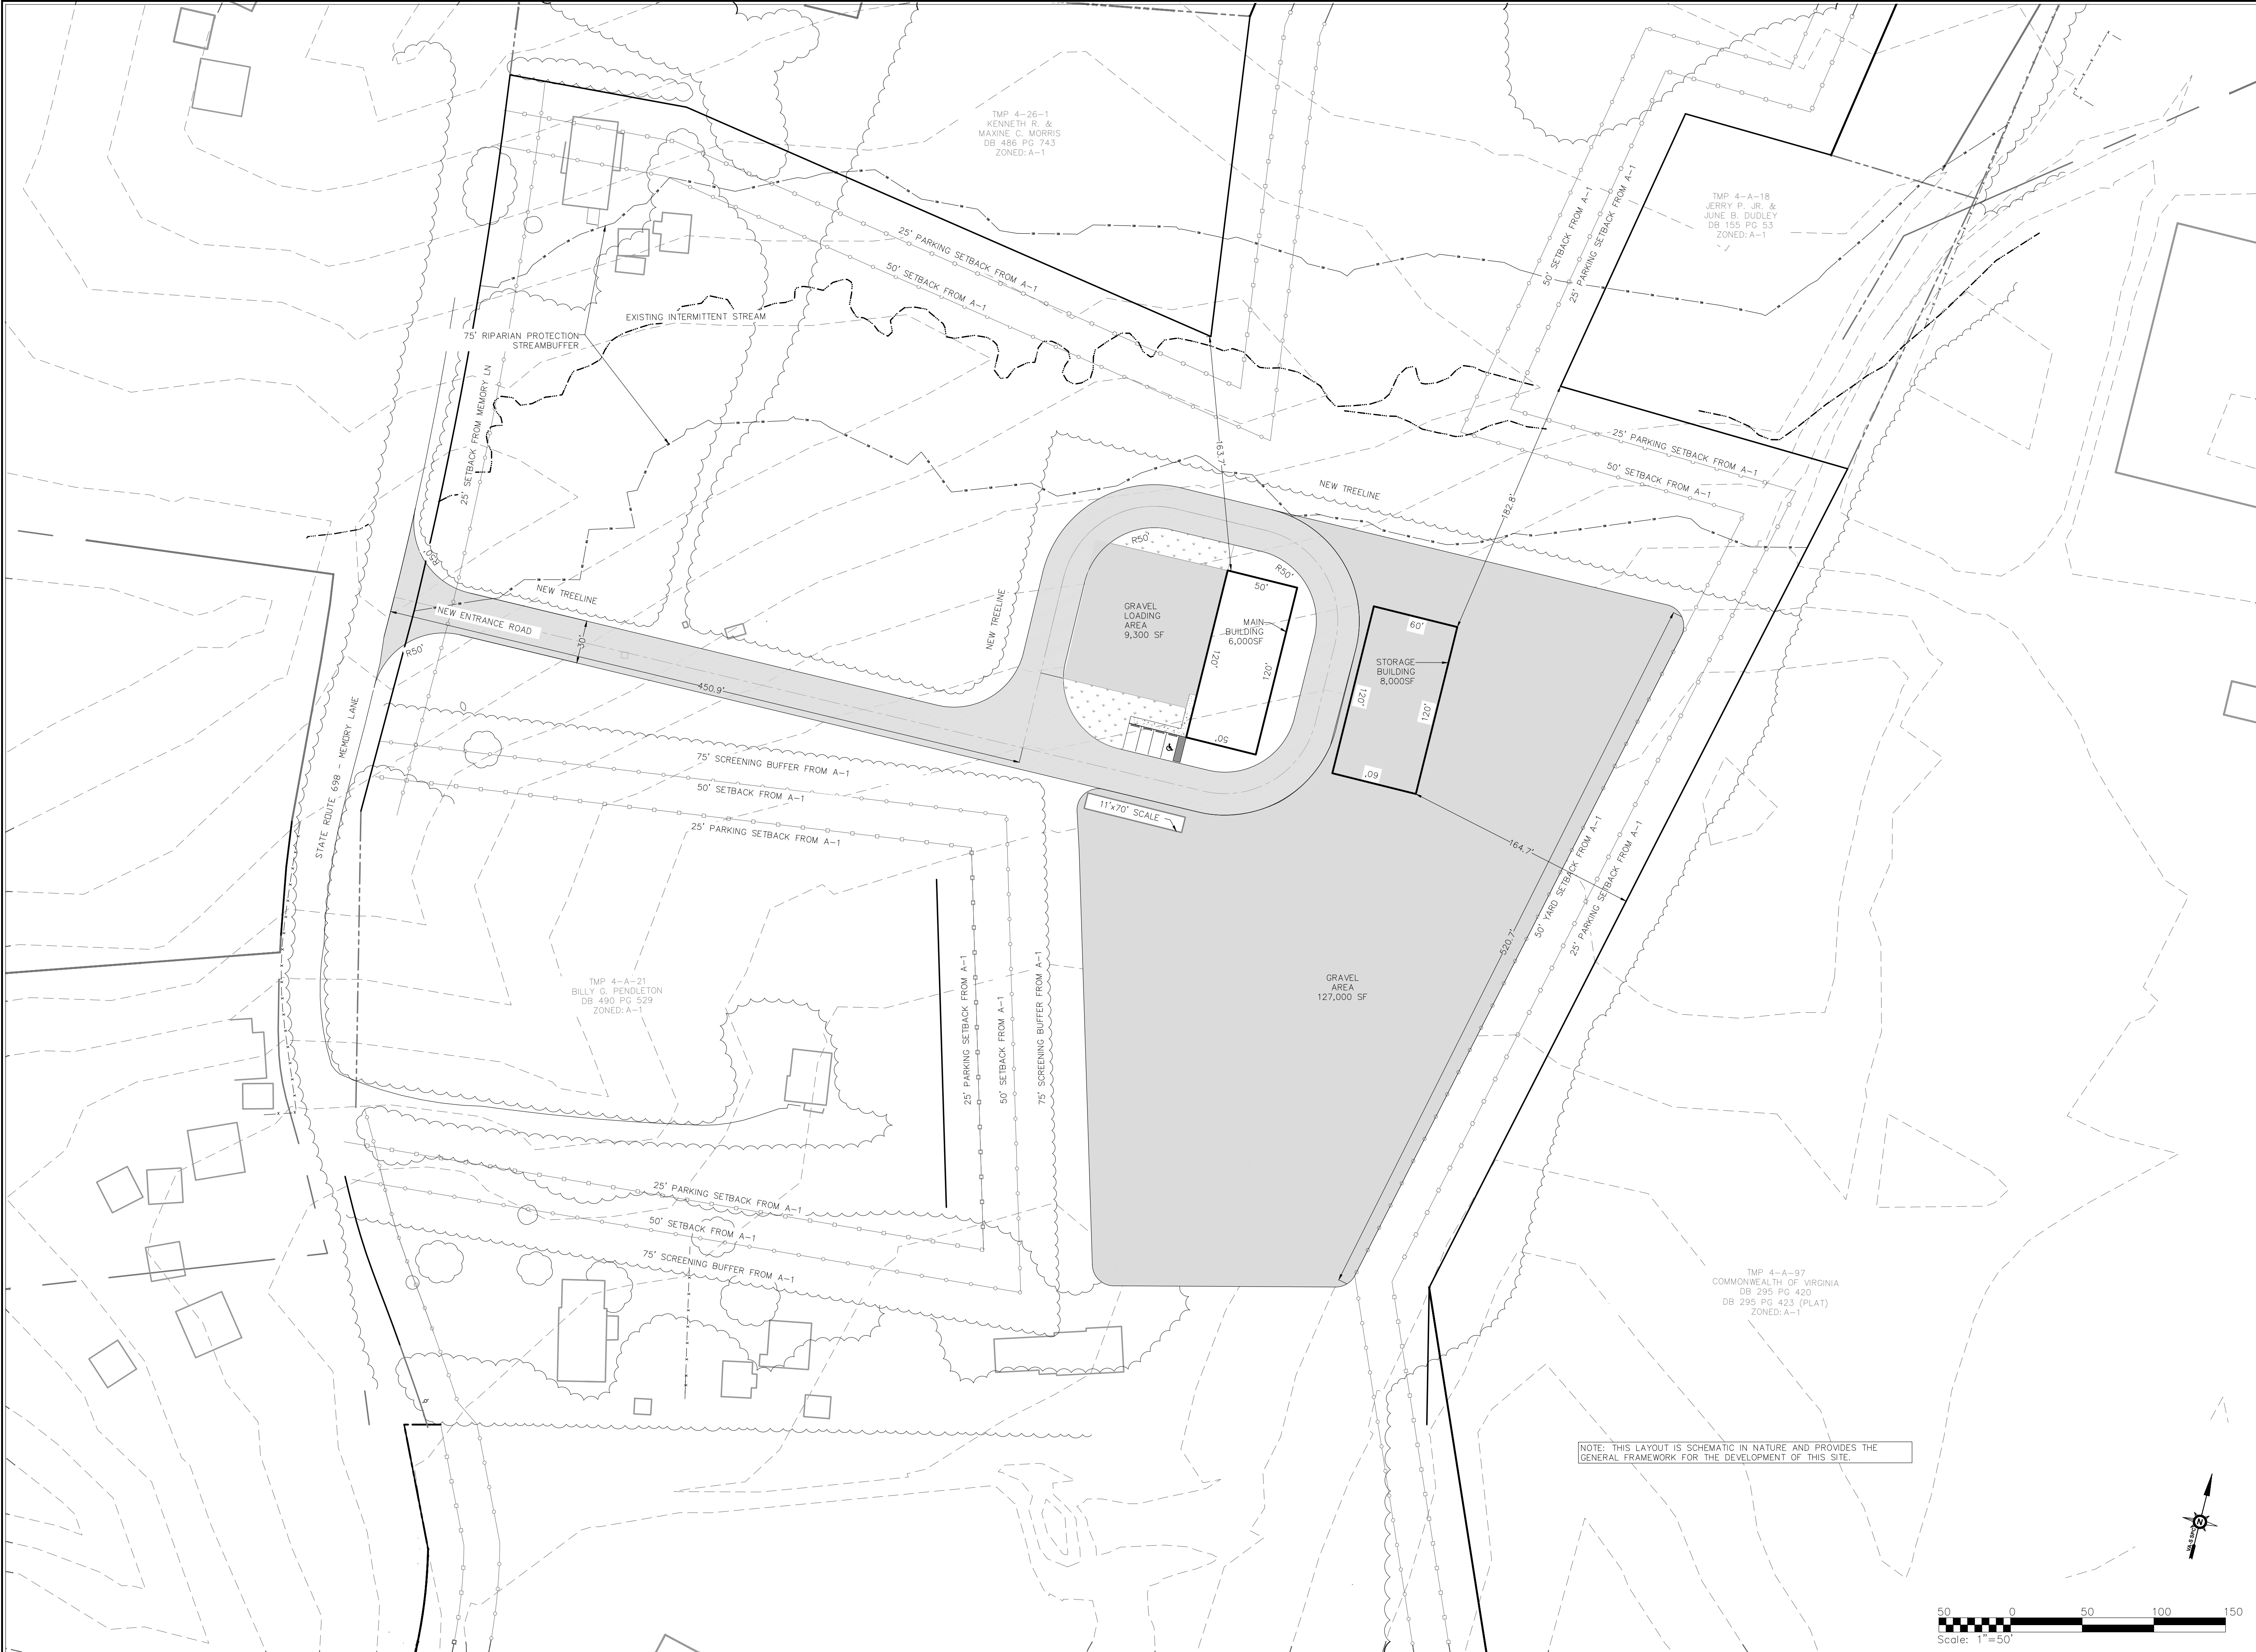 TMP 4-26-1
KENNETH R. &
MAXINE C. MORRIS
DB 486 PG 743
ZONED: A-1
TMP 4-A-18
JERRY P. JR. &
JUNE B. DUDLEY
DB 155 PG 53
ZONED: A-1
25' PARKING SETBACK FROM A-1
50' SETBACK FROM A-1
50' SETBACK FROM A-1
25' PARKING SETBACK FROM A-1
EXISTING INTERMITTENT STREAM
75' RIPARIAN PROTECTION
STREAMBUFFER
25' SETBACK FROM MEMORY LN
163.7'
182.8'
25' PARKING SETBACK FROM A-1
50' SETBACK FROM A-1
NEW TREELINE
R50'
R50'
R50'
50'
NEW TREELINE
NEW TREELINE
NEW ENTRANCE ROAD
30'
R50'
450.9'
GRAVEL
LOADING
AREA
9,300 SF
MAIN
BUILDING
6,000SF
120'
120'
50'
60'
STORAGE
BUILDING
8,000SF
120'
120'
60'
STATE ROUTE 698 - MEMORY LANE
75' SCREENING BUFFER FROM A-1
50' SETBACK FROM A-1
25' PARKING SETBACK FROM A-1
11'x70' SCALE
164.7'
520.7'
50' YARD SETBACK FROM A-1
25' PARKING SETBACK FROM A-1
GRAVEL
AREA
127,000 SF
TMP 4-A-21
BILLY G. PENDLETON
DB 490 PG 529
ZONED: A-1
25' PARKING SETBACK FROM A-1
50' SETBACK FROM A-1
75' SCREENING BUFFER FROM A-1
25' PARKING SETBACK FROM A-1
50' SETBACK FROM A-1
75' SCREENING BUFFER FROM A-1
TMP 4-A-97
COMMONWEALTH OF VIRGINIA
DB 295 PG 420
DB 295 PG 423 (PLAT)
ZONED: A-1
NOTE: THIS LAYOUT IS SCHEMATIC IN NATURE AND PROVIDES THE
GENERAL FRAMEWORK FOR THE DEVELOPMENT OF THIS SITE.
N
50 0 50 100 150
Scale: 1"=50'